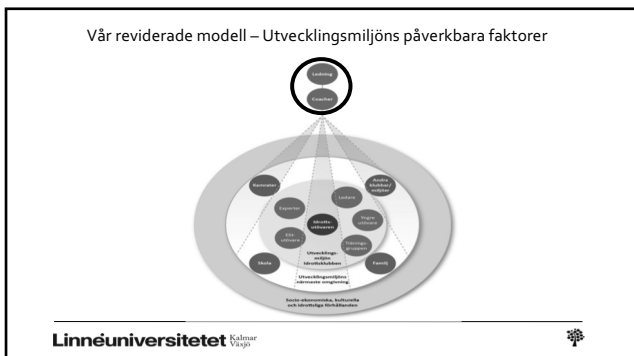 Vår reviderade modell – Utvecklingsmiljöns påverkbara faktorer
Ledning
Coacher
Kamrater
Andra
klubbar/
miljöer
Ledare
Experter
Idrotts-
utövaren
Yngre
utövare
Elit-
utövare
Tränings-
gruppen
Skola
Familj
Utvecklings-
miljön
Idrottsklubben
Utvecklingsmiljöns
närmaste omgivning
Socio-ekonomiska, kulturella
och idrottsliga förhållanden
Linnéuniversitetet Kalmar
Växjö